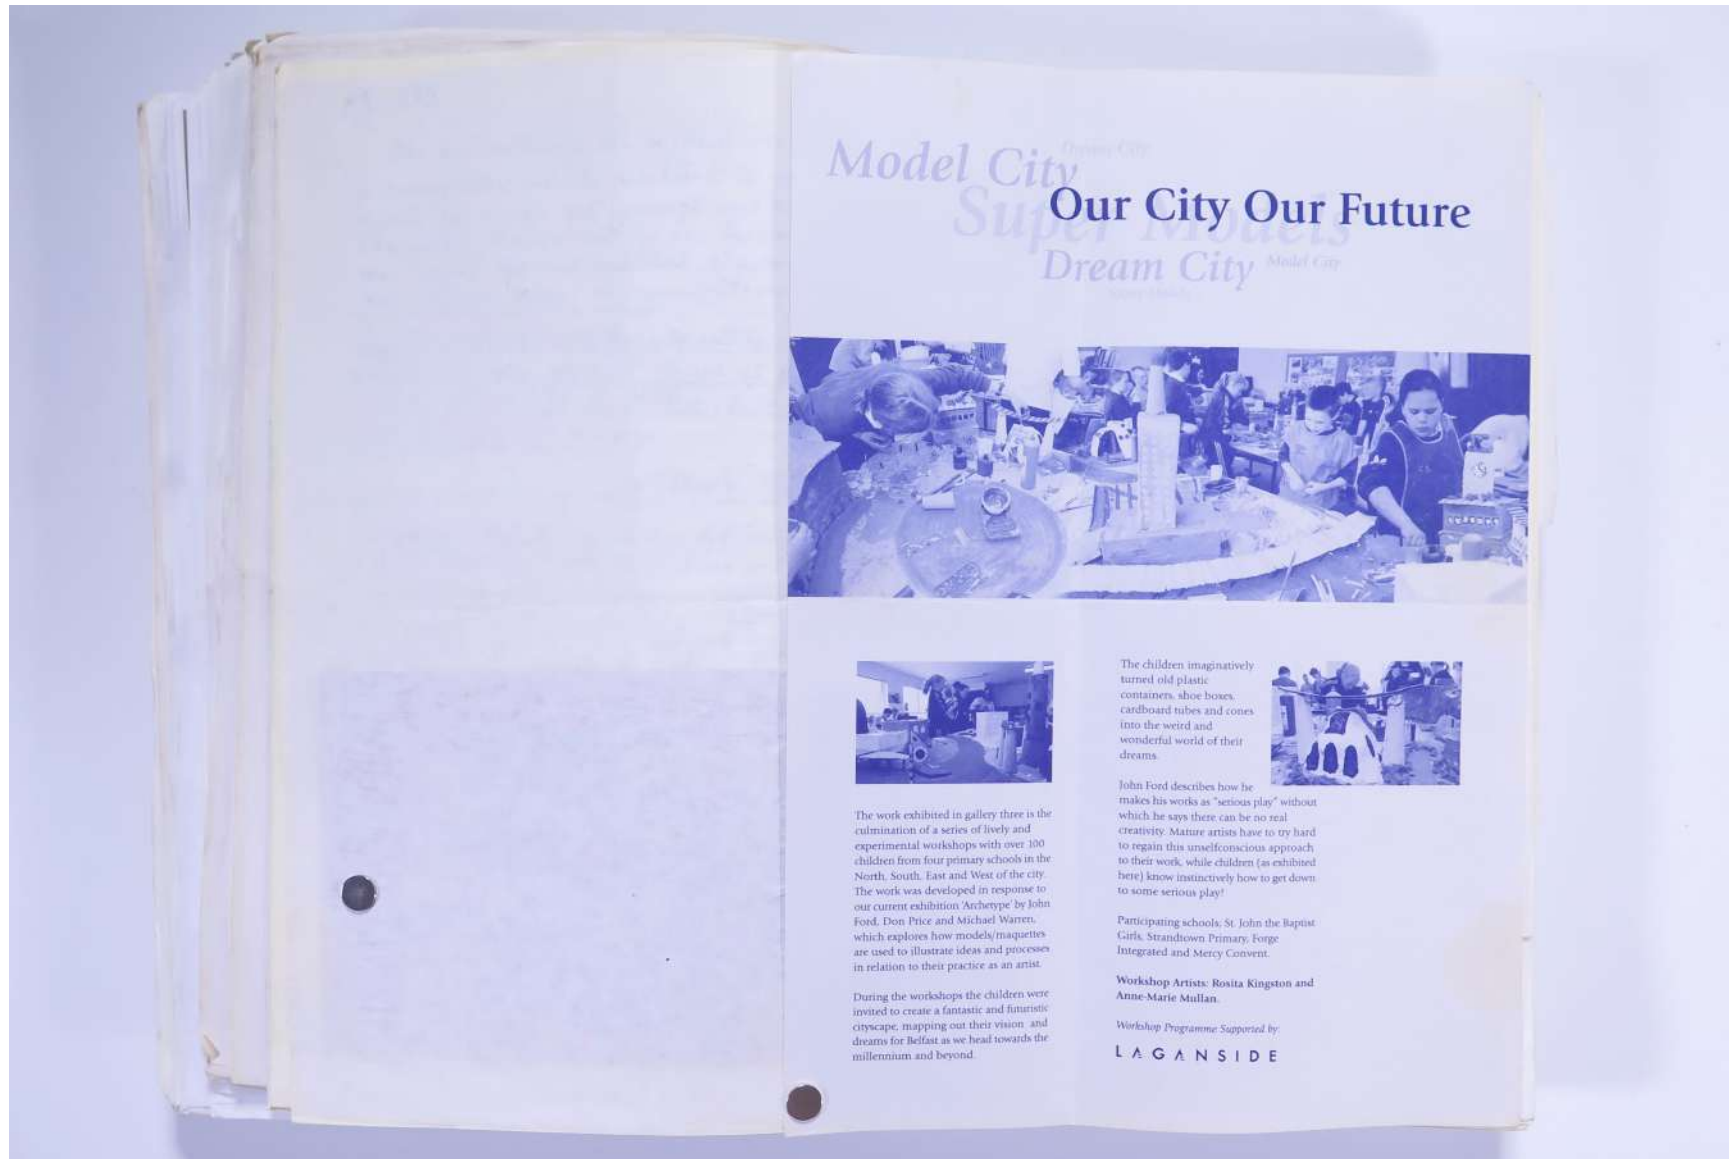 Model City
Dream City
Our City Our Future
Super Models
Dream City
Model City
The work exhibited in gallery three is the
culmination of a series of lively and
experimental workshops with over 100
children from four primary schools in the
North, South, East and West of the city.
The work was developed in response to
our current exhibition 'Archetype' by John
Ford, Don Price and Michael Warren,
which explores how models/maquettes
are used to illustrate ideas and processes
in relation to their practice as an artist.
During the workshops the children were
invited to create a fantastic and futuristic
cityscape, mapping out their vision and
dreams for Belfast as we head towards the
millennium and beyond.
The children imaginatively
turned old plastic
containers, shoe boxes,
cardboard tubes and cones
into the weird and
wonderful world of their
dreams.
John Ford describes how he
makes his works as "serious play" without
which he says there can be no real
creativity. Mature artists have to try hard
to regain this unselfconscious approach
to their work, while children (as exhibited
here) know instinctively how to get down
to some serious play!
Participating schools; St. John the Baptist
Girls, Strandtown Primary, Forge
Integrated and Mercy Convent.
Workshop Artists: Rosita Kingston and
Anne-Marie Mullan.
Workshop Programme Supported by:
LAGANSIDE